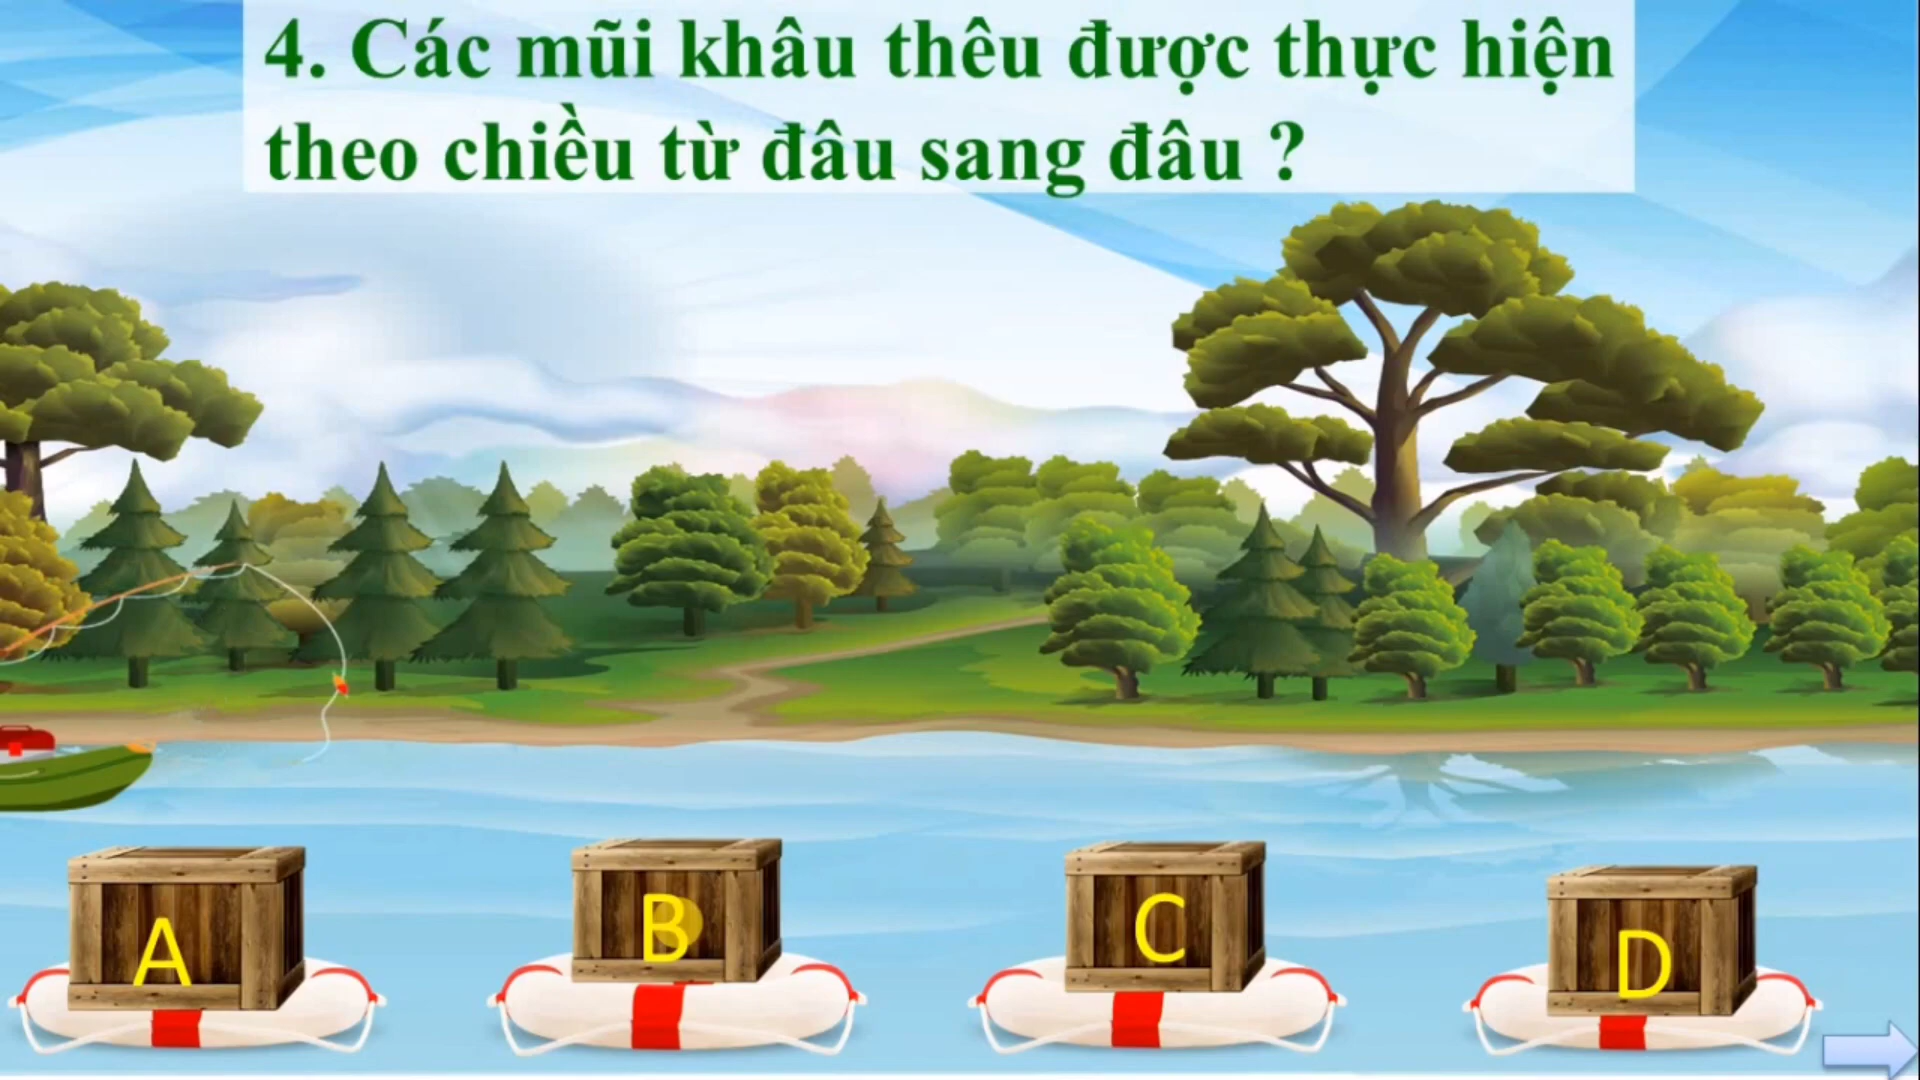 4. Các mũi khâu thêu được thực hiện
theo chiều từ đâu sang đâu ?
A
B
C
D